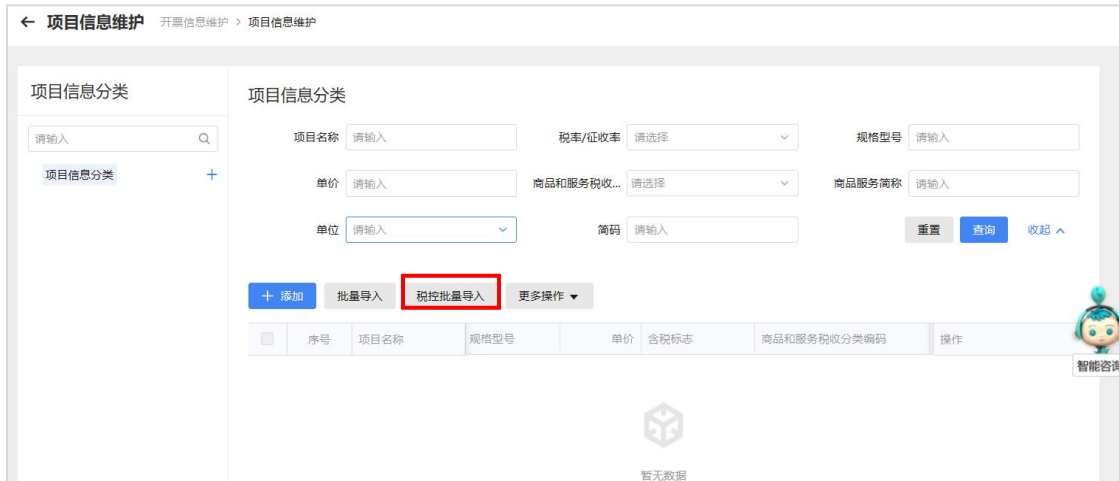 ← 项目信息维护 开票信息维护 > 项目信息维护
项目信息分类
请输入
项目信息分类 +
项目信息分类
项目名称 请输入 税率/征收率 请选择 规格型号 请输入
单价 请输入 商品和服务税收... 请选择 商品服务简称 请输入
单位 请输入 简码 请输入 重置 查询 收起
+ 添加 批量导入 税控批量导入 更多操作
序号 项目名称 规格型号 单价 含税标志 商品和服务税收分类编码 操作
智能咨询
暂无数据